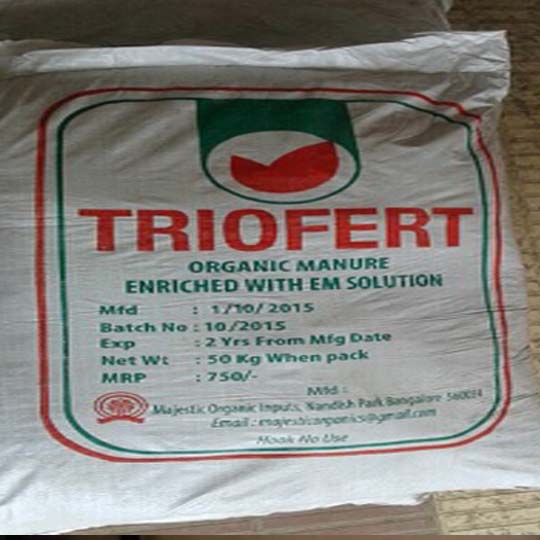 TRIOFERT
ORGANIC MANURE
ENRICHED WITH EM SOLUTION
Mfd : 1/10/2015
Batch No : 10/2015
Exp : 2 Yrs From Mfg Date
Net Wt : 50 Kg When pack
MRP : 750/-
Mfd :
Majestic Organic Inputs, Nandish Park Bangalore
Email : majesticorganics@gmail.com
Hook No Use